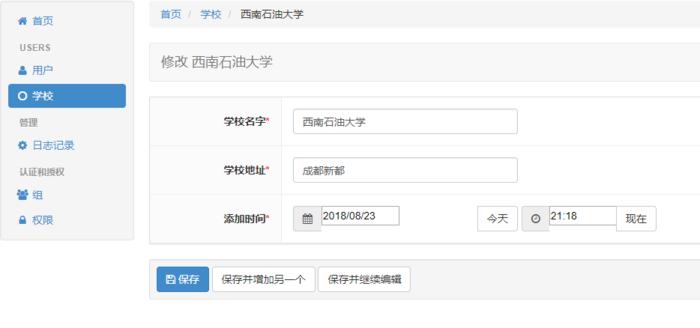 首页
USERS
用户
学校
管理
日志记录
认证和授权
组
权限
首页 / 学校 / 西南石油大学
修改 西南石油大学
学校名字* 西南石油大学
学校地址* 成都新都
添加时间* 2018/08/23 今天 21:18 现在
保存 保存并增加另一个 保存并继续编辑